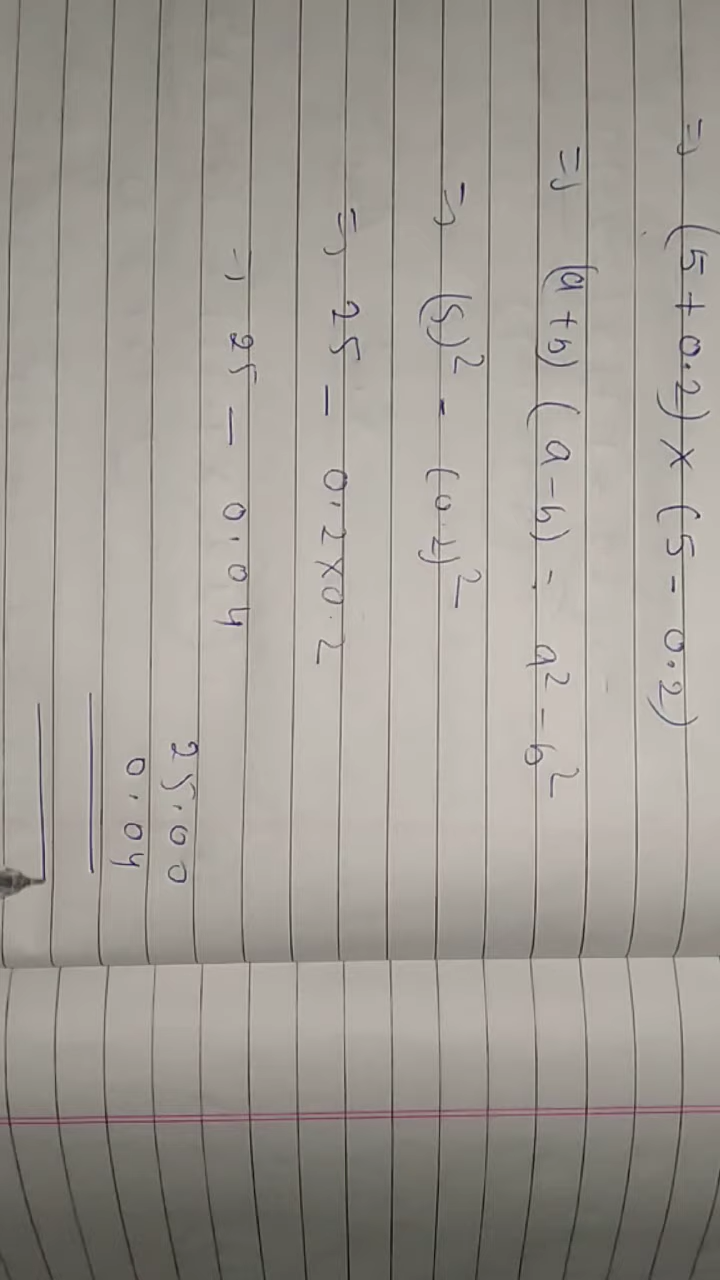 ⇒ (5 + 0.2) × (5 - 0.2)
⇒ (a + b) (a - b) = a² - b²
⇒ (5)² - (0.2)²
⇒ 25 - 0.2 × 0.2
⇒ 25 - 0.04
25.00
0.04